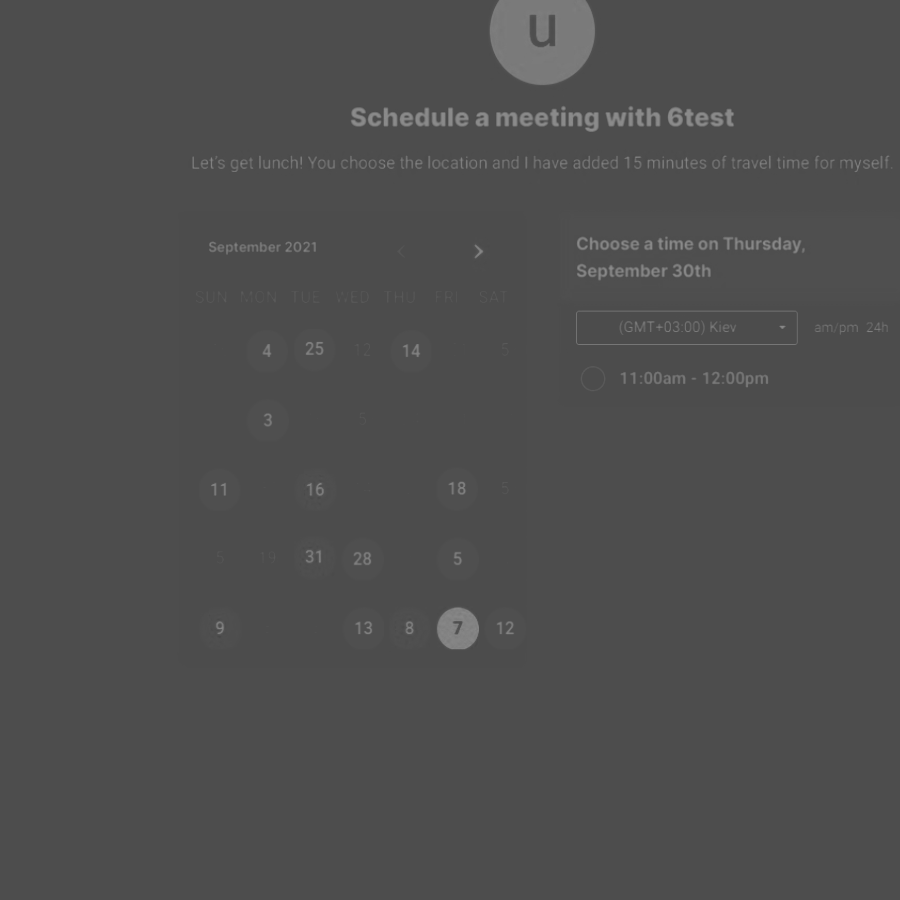 u
Schedule a meeting with 6test
Let's get lunch! You choose the location and I have added 15 minutes of travel time for myself.
September 2021
SUN MON TUE WED THU FRI SAT
4 25 12 14 5
3 5
11 16 18 5
5 19 31 28 5
9 13 8 7 12
Choose a time on Thursday,
September 30th
(GMT+03:00) Kiev am/pm 24h
11:00am - 12:00pm